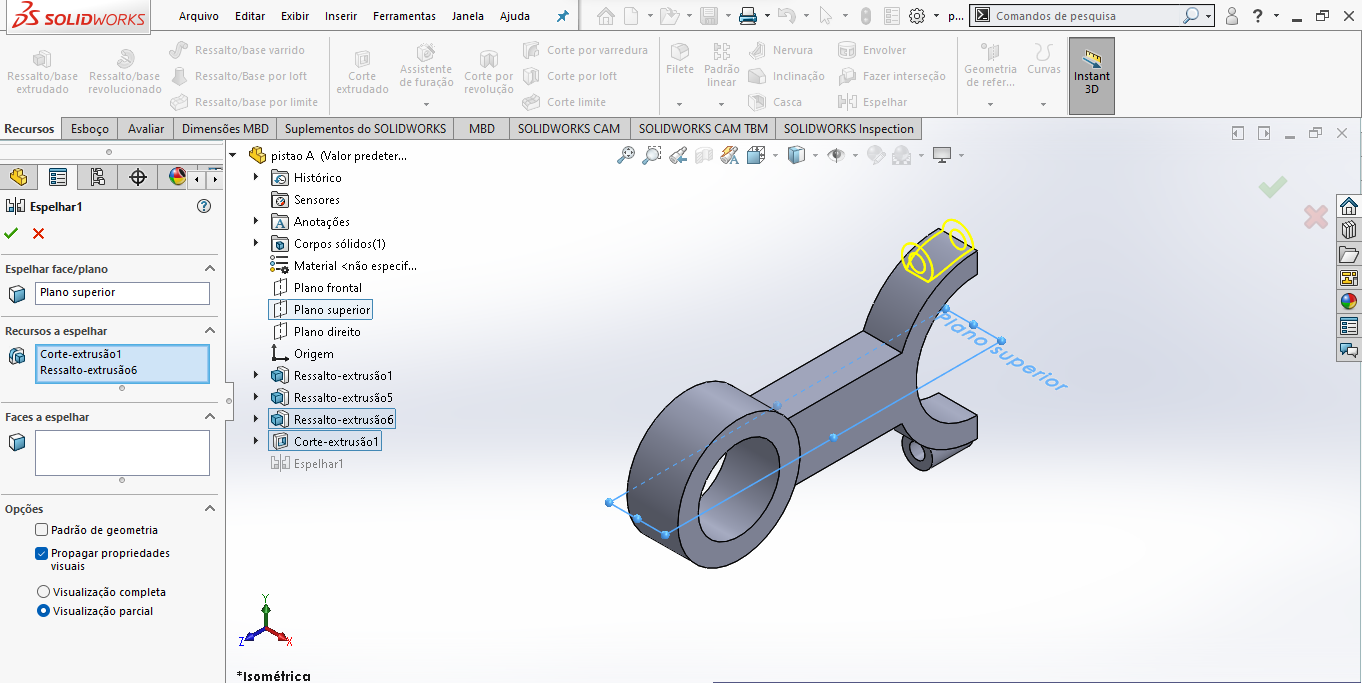 SOLIDWORKS
Arquivo Editar Exibir Inserir Ferramentas Janela Ajuda
p...
Comandos de pesquisa
Ressalto/base extrudado
Ressalto/base revolucionado
Ressalto/base varrido
Ressalto/Base por loft
Ressalto/base por limite
Corte extrudado
Assistente de furação
Corte por revolução
Corte por varredura
Corte por loft
Corte limite
Filete
Padrão linear
Nervura
Inclinação
Casca
Envolver
Fazer interseção
Espelhar
Geometria de refer...
Curvas
Instant 3D
Recursos Esboço Avaliar Dimensões MBD Suplementos do SOLIDWORKS MBD SOLIDWORKS CAM SOLIDWORKS CAM TBM SOLIDWORKS Inspection
Espelhar1
Espelhar face/plano
Plano superior
Recursos a espelhar
Corte-extrusão1
Ressalto-extrusão6
Faces a espelhar
Opções
Padrão de geometria
Propagar propriedades
visuais
Visualização completa
Visualização parcial
pistao A (Valor predeter...
Histórico
Sensores
Anotações
Corpos sólidos(1)
Material <não especif...
Plano frontal
Plano superior
Plano direito
Origem
Ressalto-extrusão1
Ressalto-extrusão5
Ressalto-extrusão6
Corte-extrusão1
Espelhar1
Plano superior
Y
Z
X
*Isométrica